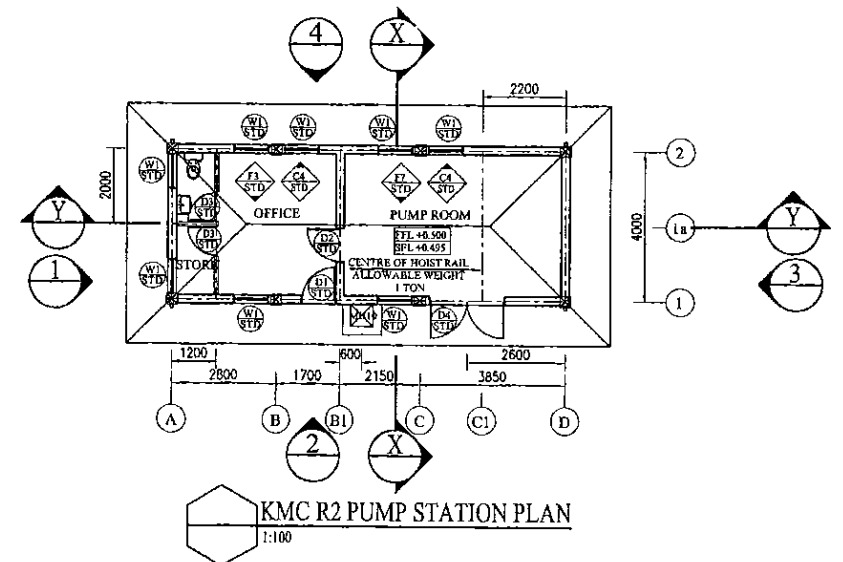 4
X
2200
W1
STD
W1
STD
W1
STD
W1
STD
2
W1
STD
2000
F3
STD
C4
STD
F7
STD
C4
STD
D3
STD
OFFICE
PUMP ROOM
4000
Y
1a
Y
D3
STD
D2
STD
FFL +0.500
SFL +0.495
STORE
CENTRE OF HOIST RAIL
ALLOWABLE WEIGHT
1 TON
W1
STD
1
3
D1
STD
1
W1
STD
W1
STD
D4
STD
1200
600
2600
2800
1700
2150
3850
A
B
B1
C
C1
D
2
X
KMC R2 PUMP STATION PLAN
1:100